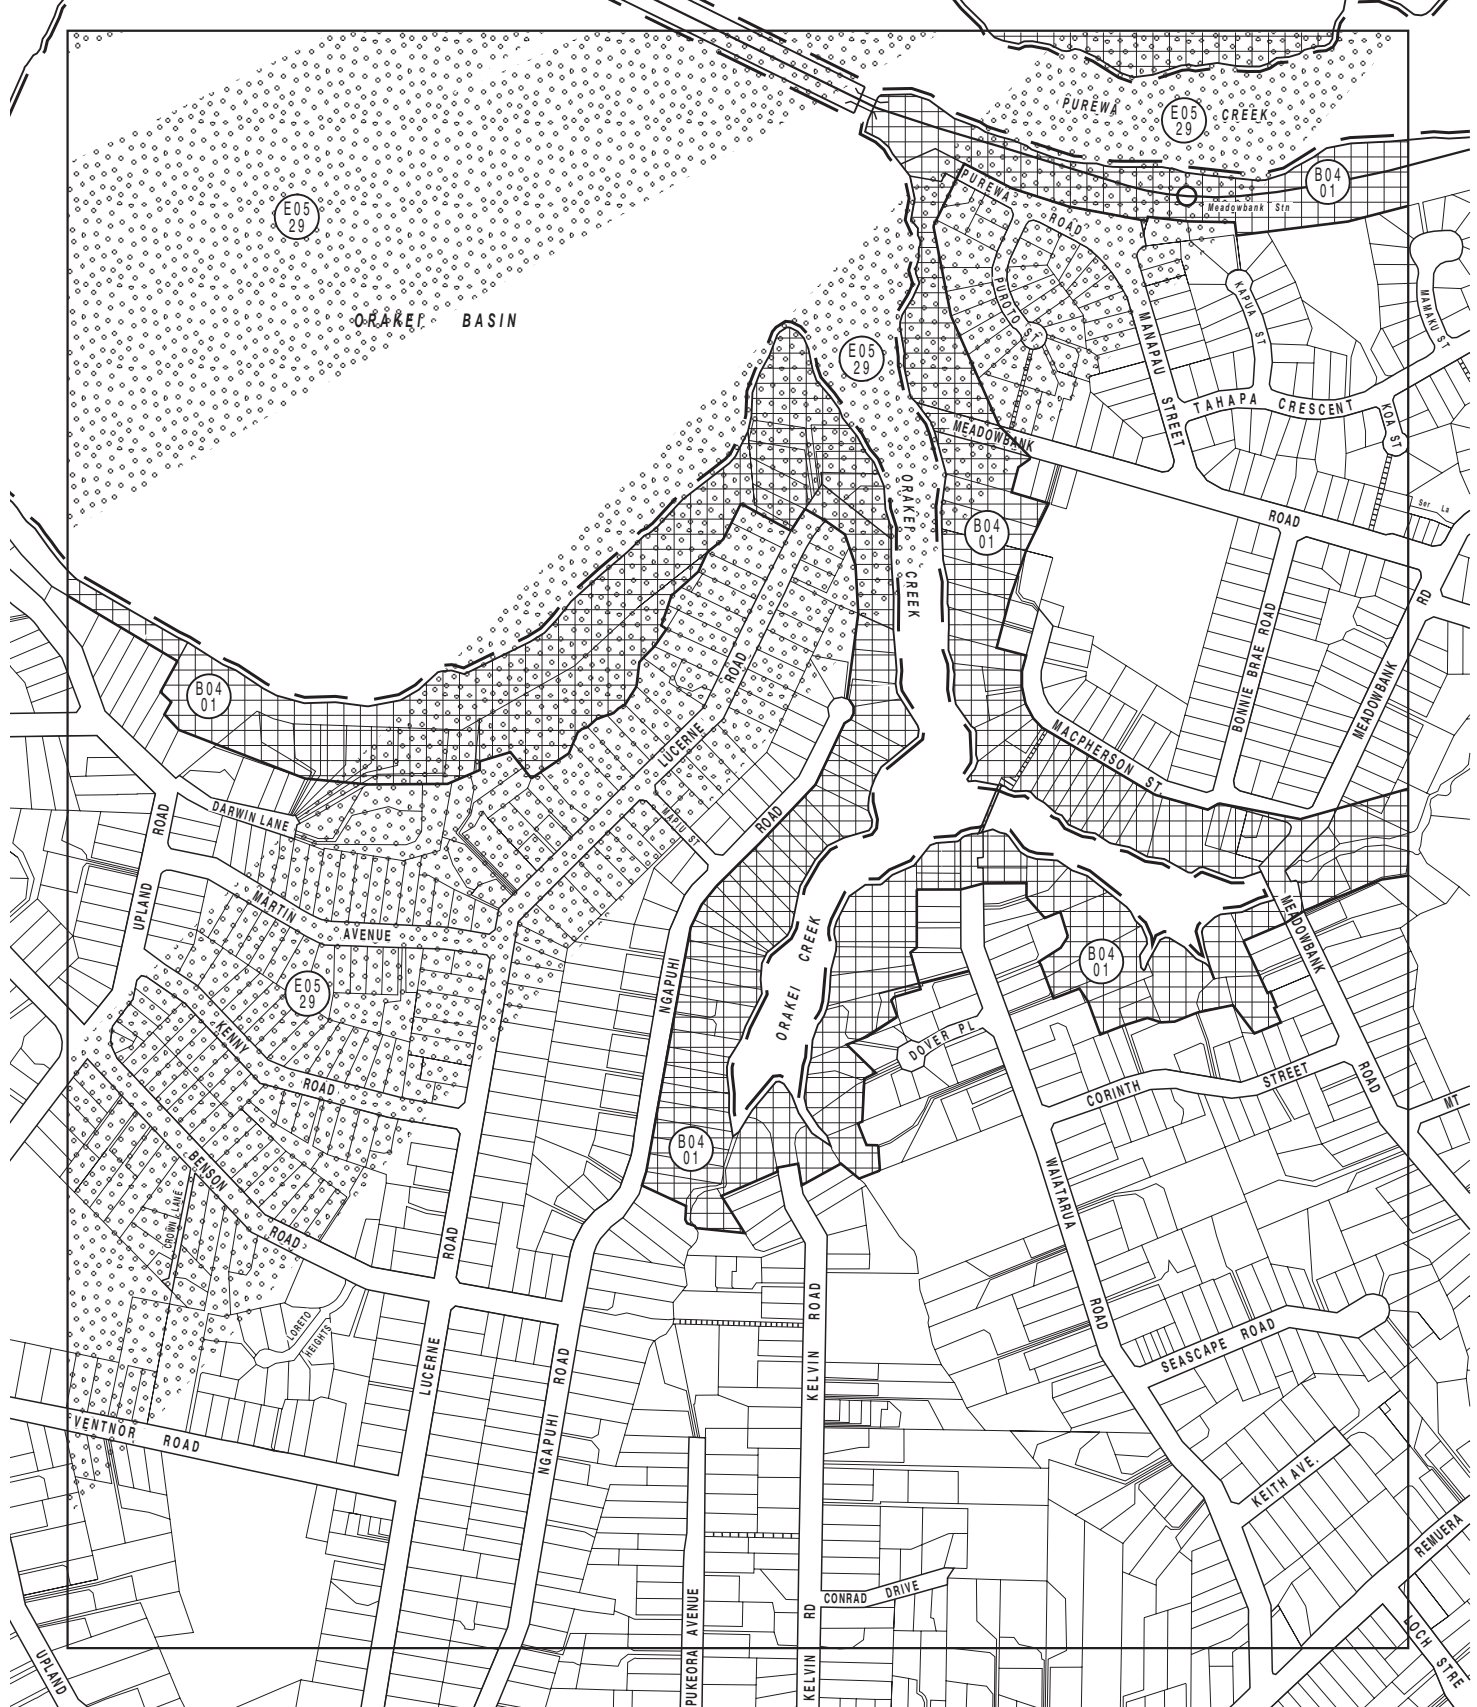 PUREWA
CREEK
E05
29
B04
01
Meadowbank Stn
E05
29
PUREWA
ROAD
PUROTO ST
MANAPAU
STREET
KAPUA ST
MAMAKU ST
ORAKEI BASIN
E05
29
TAHAPA CRESCENT
KOA ST
MEADOWBANK
ROAD
Ser La
ORAKEI
CREEK
B04
01
RD
MEADOWBANK
BONNIE BRAE ROAD
B04
01
ROAD
LUCERNE
MACPHERSON ST
DARWIN LANE
ROAD
UPLAND
MAPIU ST
ROAD
NGAPUHI
MARTIN
AVENUE
E05
29
ORAKEI CREEK
MEADOWBANK
ROAD
B04
01
KENNY
ROAD
DOVER PL
CORINTH
STREET
MT
BENSON
ROAD
CROWN LANE
B04
01
ROAD
LUCERNE
LORETO
HEIGHTS
WAIATARUA
ROAD
KELVIN ROAD
NGAPUHI ROAD
SEASCAPE ROAD
VENTNOR ROAD
KEITH AVE.
REMUERA
CONRAD DRIVE
KELVIN RD
PUKEORA AVENUE
UPLAND
LOCH STRE